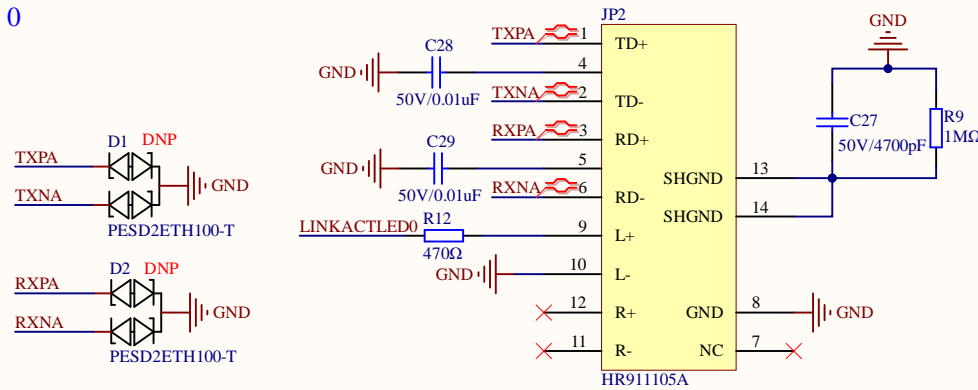 0
JP2
TXPA 1 TD+
GND C28 4
50V/0.01uF
TXNA 2 TD-
RXPA 3 RD+
GND C29 5
50V/0.01uF
RXNA 6 RD-
LINKACTLED0 R12 9 L+
470Ω
GND 10 L-
12 R+
11 R-
HR911105A
SHGND 13
SHGND 14
GND 8 GND
NC 7
GND
C27
50V/4700pF
R9
1MΩ
D1 DNP
TXPA
GND
TXNA
PESD2ETH100-T
D2 DNP
RXPA
GND
RXNA
PESD2ETH100-T